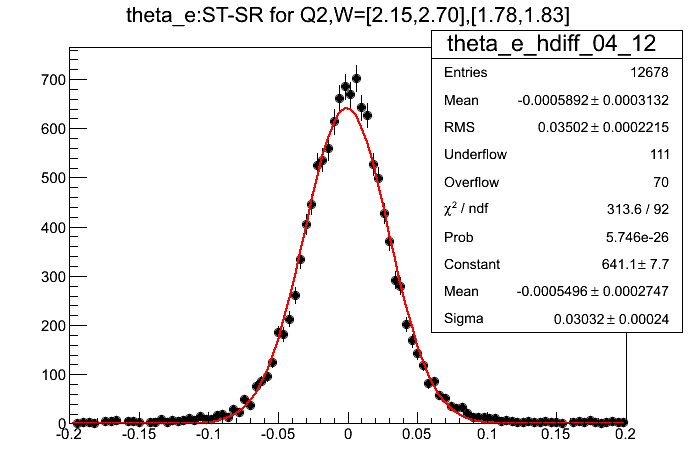 theta_e:ST-SR for Q2,W=[2.15,2.70],[1.78,1.83]
theta_e_hdiff_04_12
Entries 12678
Mean -0.0005892 ± 0.0003132
RMS 0.03502 ± 0.0002215
Underflow 111
Overflow 70
χ² / ndf 313.6 / 92
Prob 5.746e-26
Constant 641.1 ± 7.7
Mean -0.0005496 ± 0.0002747
Sigma 0.03032 ± 0.00024
700
600
500
400
300
200
100
0
-0.2 -0.15 -0.1 -0.05 0 0.05 0.1 0.15 0.2